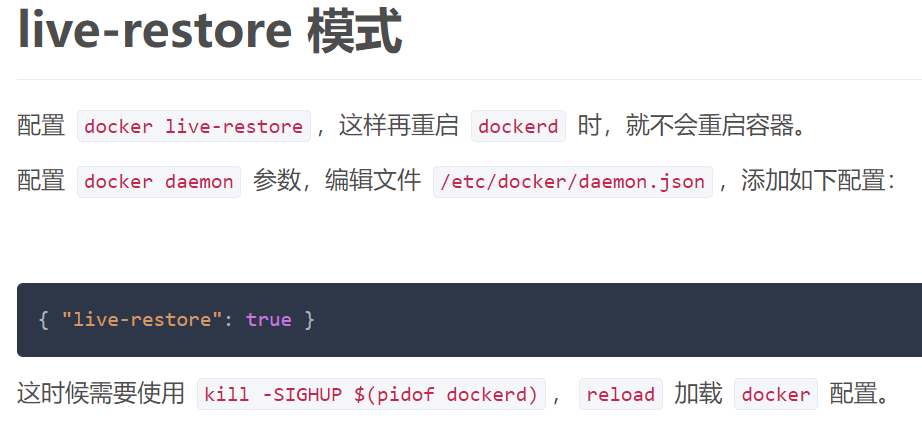 live-restore 模式
配置 docker live-restore ，这样再重启 dockerd 时，就不会重启容器。
配置 docker daemon 参数，编辑文件 /etc/docker/daemon.json ，添加如下配置：
{ "live-restore": true }
这时候需要使用 kill -SIGHUP $(pidof dockerd) ， reload 加载 docker 配置。